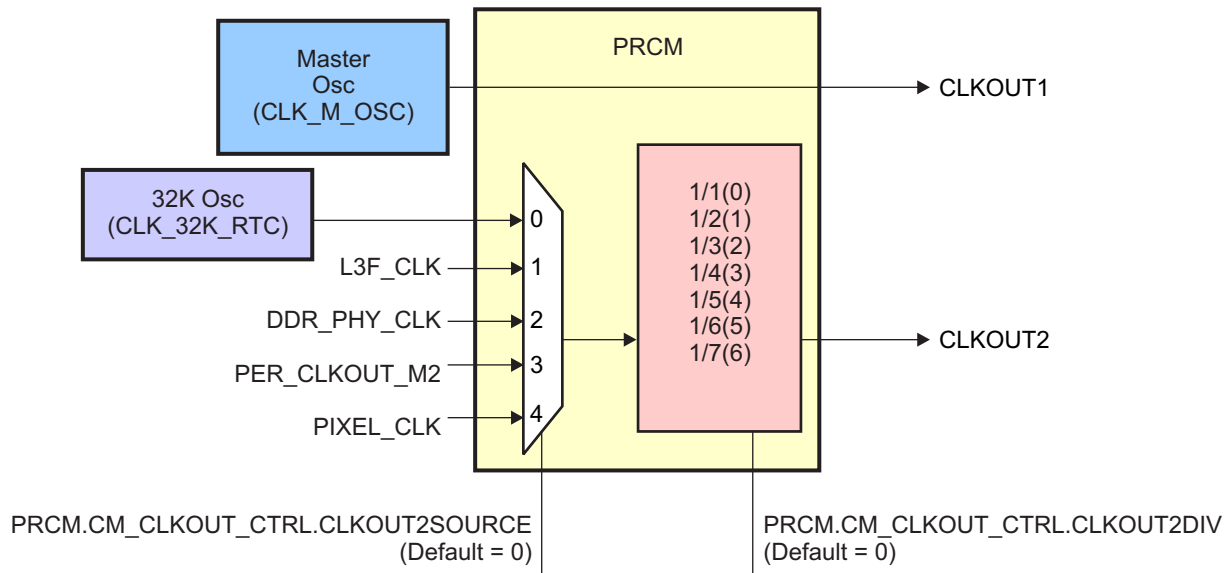 Master
Osc
(CLK_M_OSC)
PRCM
CLKOUT1
32K Osc
(CLK_32K_RTC)
0
L3F_CLK
1
DDR_PHY_CLK
2
PER_CLKOUT_M2
3
PIXEL_CLK
4
1/1(0)
1/2(1)
1/3(2)
1/4(3)
1/5(4)
1/6(5)
1/7(6)
CLKOUT2
PRCM.CM_CLKOUT_CTRL.CLKOUT2SOURCE
(Default = 0)
PRCM.CM_CLKOUT_CTRL.CLKOUT2DIV
(Default = 0)